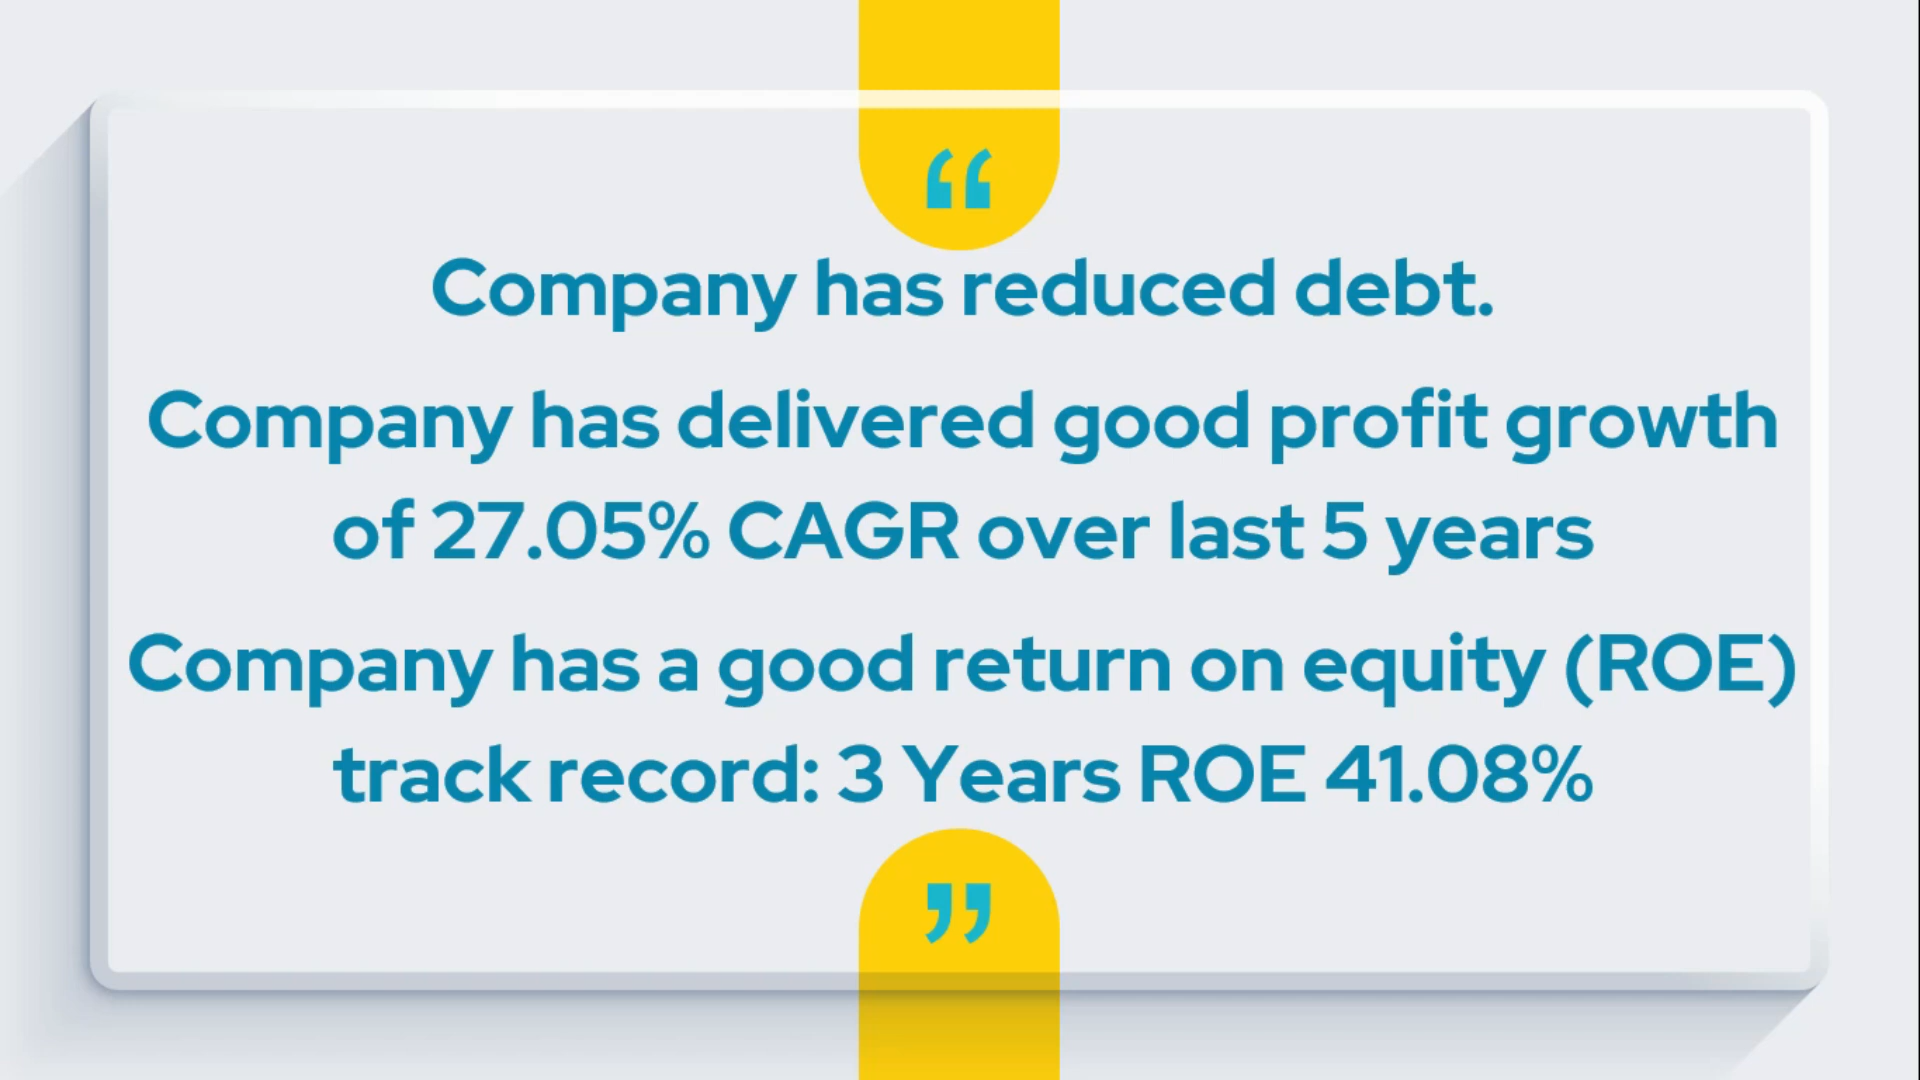 “
Company has reduced debt.
Company has delivered good profit growth
of 27.05% CAGR over last 5 years
Company has a good return on equity (ROE)
track record: 3 Years ROE 41.08%
”